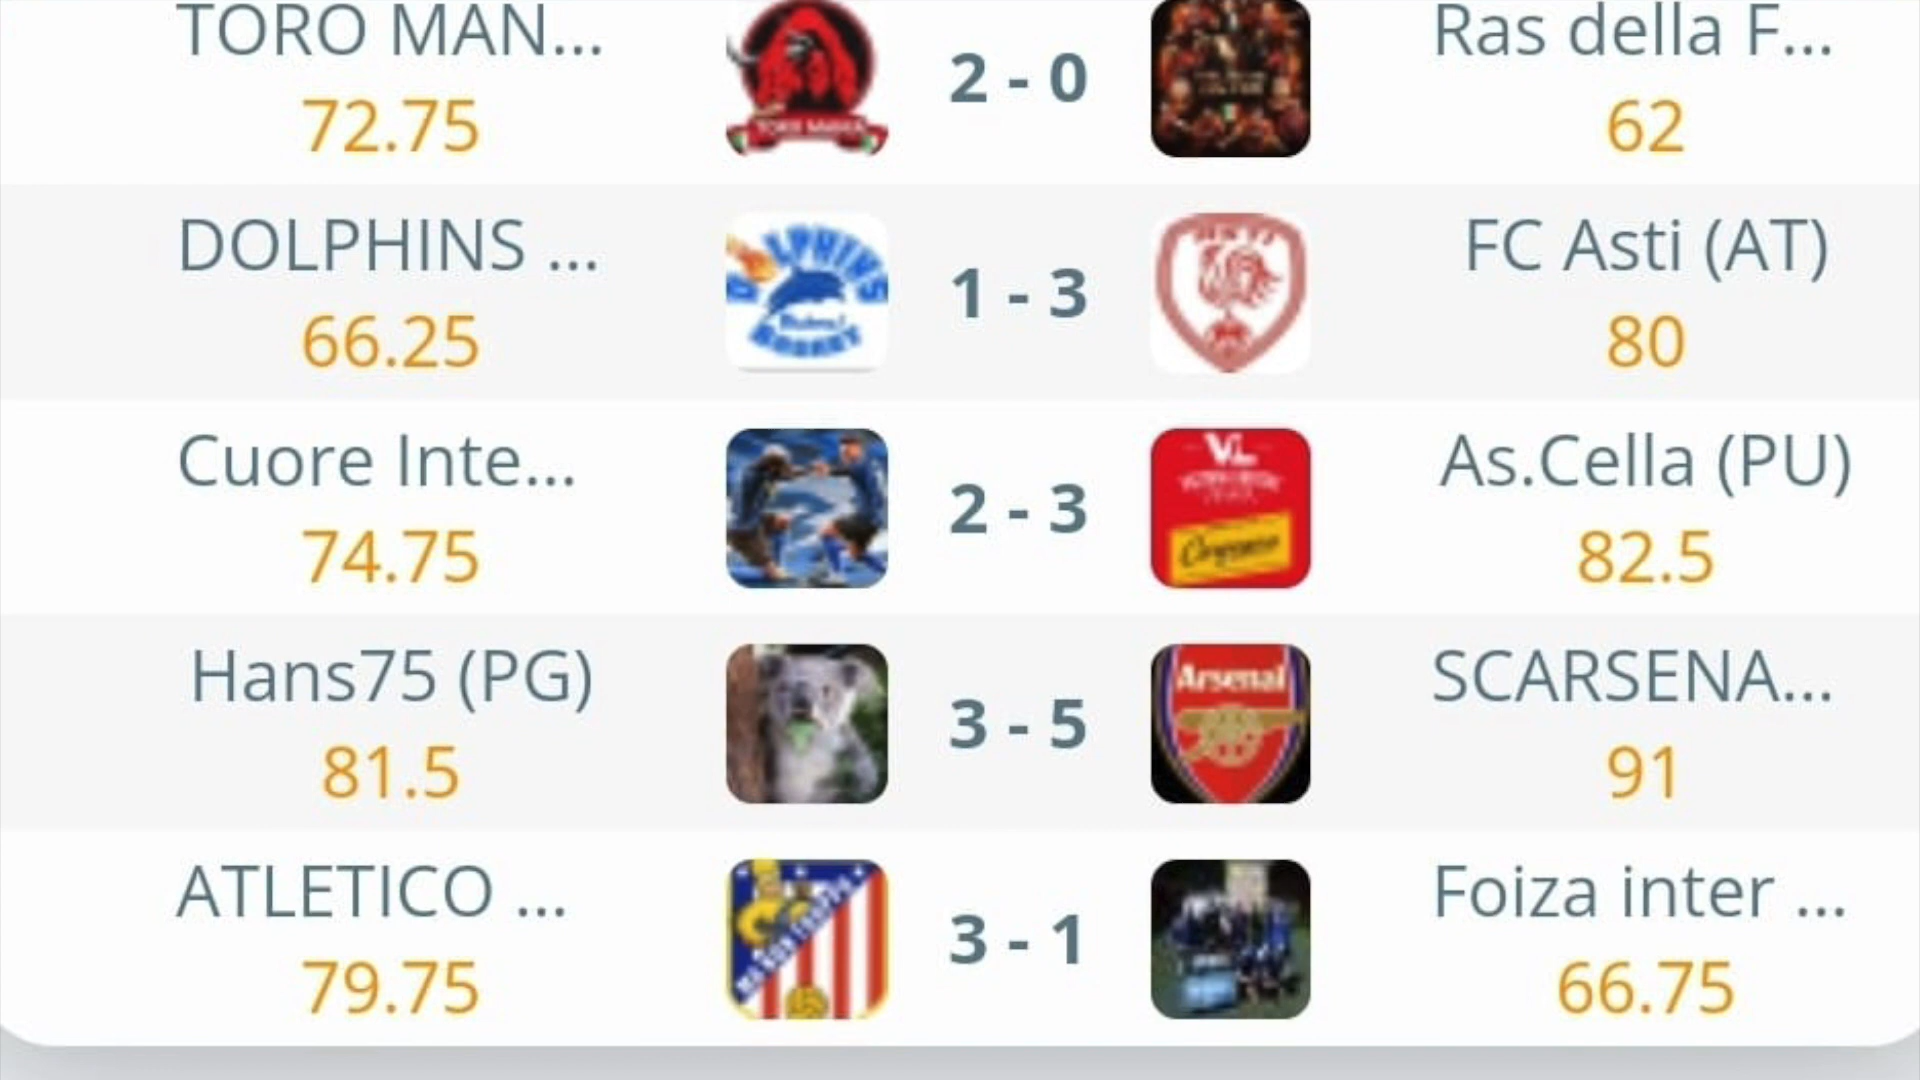 TORO MAN... 2 - 0 Ras della F...
72.75 62
DOLPHINS ... 1 - 3 FC Asti (AT)
66.25 80
Cuore Inte... 2 - 3 As.Cella (PU)
74.75 82.5
VL
Hans75 (PG) 3 - 5 SCARSENA...
81.5 91
Arsenal
ATLETICO ... 3 - 1 Foiza inter ...
79.75 66.75